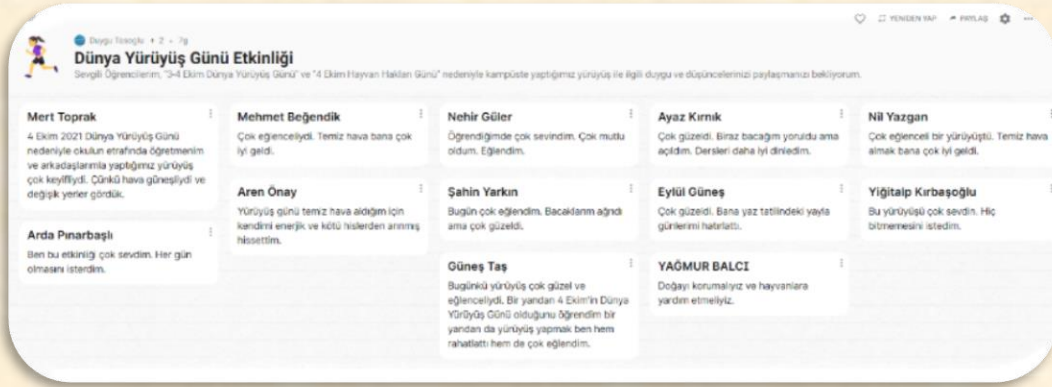 YENİDEN YAP
PAYLAŞ
Duygu + 2 • 7g
Dünya Yürüyüş Günü Etkinliği
Sevgili Öğrencilerim, "3-4 Ekim Dünya Yürüyüş Günü" ve "4 Ekim Hayvan Hakları Günü" nedeniyle kampüste yaptığımız yürüyüş ile ilgili duygu ve düşüncelerinizi paylaşmanızı bekliyorum.
Mert Toprak
4 Ekim 2021 Dünya Yürüyüş Günü
nedeniyle okulun etrafında öğretmenim
ve arkadaşlarımla yaptığımız yürüyüş
çok keyifliydi. Çünkü hava güneşliydi ve
değişik yerler gördük.
Arda Pınarbaşlı
Ben bu etkinliği çok sevdim. Her gün
olmasını isterdim.
Mehmet Beğendik
Çok eğlenceliydi. Temiz hava bana çok
iyi geldi.
Aren Önay
Yürüyüş günü temiz hava aldığım için
kendimi enerjik ve kötü hislerden arınmış
hissettim.
Nehir Güler
Öğrendiğimde çok sevindim. Çok mutlu
oldum. Eğlendim.
Şahin Yarkın
Bugün çok eğlendim. Bacaklarım ağrıdı
ama çok güzeldi.
Güneş Taş
Bugünkü yürüyüş çok güzel ve
eğlenceliydi. Bir yandan 4 Ekim'in Dünya
Yürüyüş Günü olduğunu öğrendim bir
yandan da yürüyüş yapmak ben hem
rahatlattı hem de çok eğlendim.
Ayaz Kırnık
Çok güzeldi. Biraz bacağım yoruldu ama
açıldım. Dersleri daha iyi dinledim.
Eylül Güneş
Çok güzeldi. Bana yaz tatilindeki yayla
günlerimi hatırlattı.
YAĞMUR BALCI
Doğayı korumalıyız ve hayvanlara
yardım etmeliyiz.
Nil Yazgan
Çok eğlenceli bir yürüyüştü. Temiz hava
almak bana çok iyi geldi.
Yiğitalp Kırbaşoğlu
Bu yürüyüşü çok sevdin. Hiç
bitmemesini istedim.